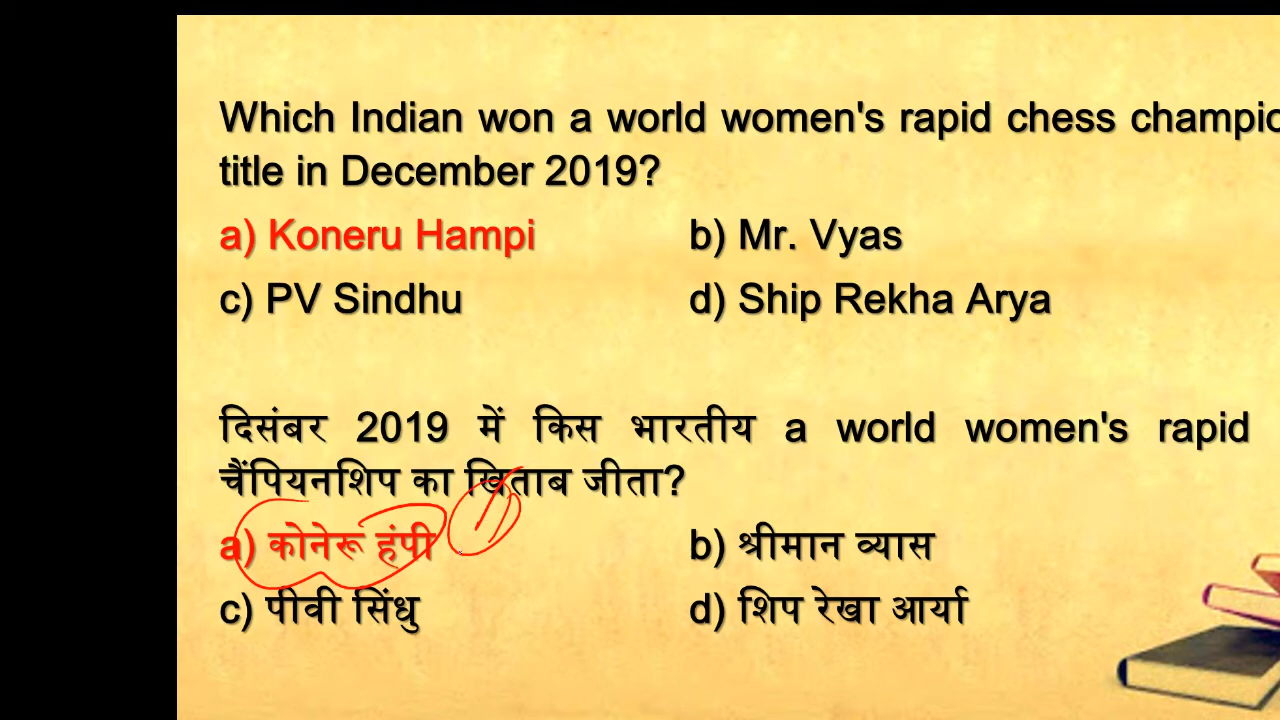 Which Indian won a world women's rapid chess champio
title in December 2019?
a) Koneru Hampi b) Mr. Vyas
c) PV Sindhu d) Ship Rekha Arya
दिसंबर 2019 में किस भारतीय a world women's rapid
चैंपियनशिप का खिताब जीता?
a) कोनेरू हंपी b) श्रीमान व्यास
c) पीवी सिंधु d) शिप रेखा आर्या